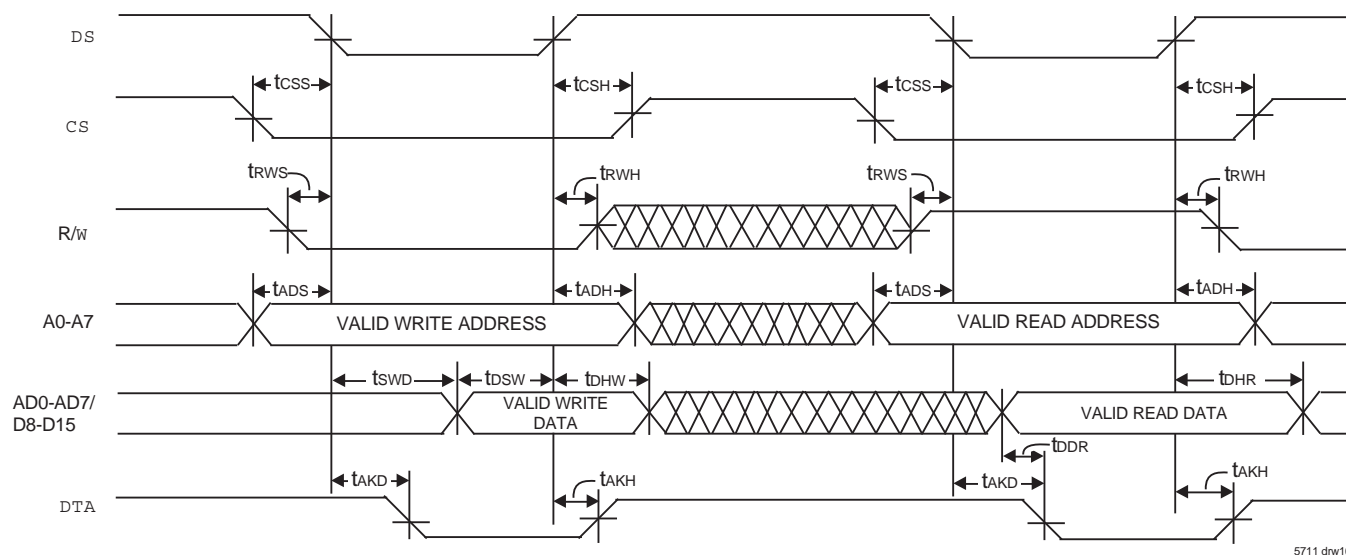 DS
tCSS
tCSH
tCSS
tCSH
CS
tRWS
tRWH
tRWS
tRWH
R/W
tADS
tADH
tADS
tADH
A0-A7
VALID WRITE ADDRESS
VALID READ ADDRESS
tSWD
tDSW
tDHW
tDHR
AD0-AD7/
D8-D15
VALID WRITE
DATA
VALID READ DATA
tDDR
tAKD
tAKH
tAKD
tAKH
DTA